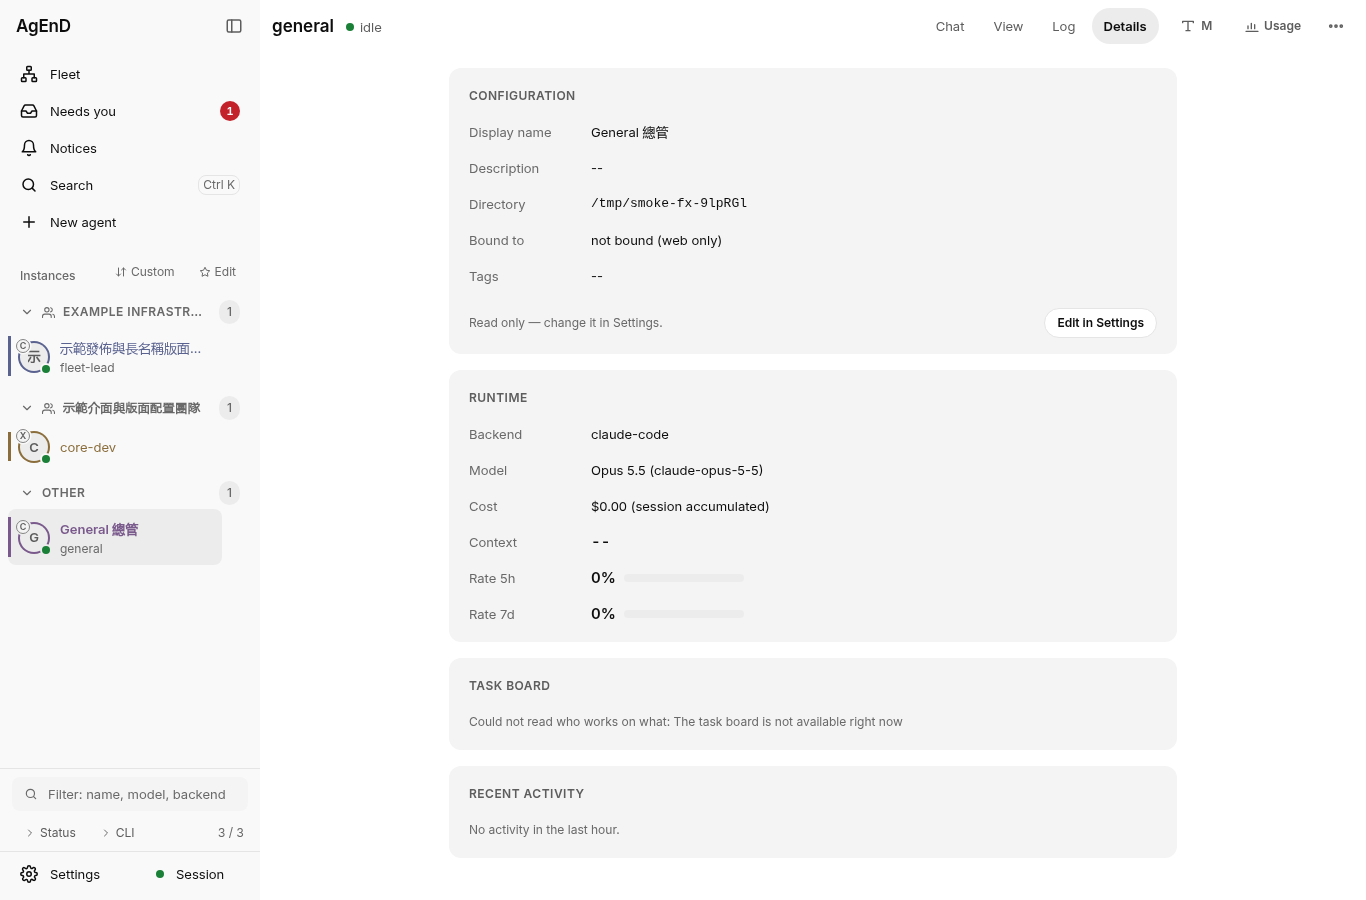 AgEnD
Fleet
Needs you 1
Notices
Search Ctrl K
New agent
Instances Custom Edit
EXAMPLE INFRASTR... 1
C 示 示範發佈與長名稱版面...
fleet-lead
示範介面與版面配置團隊 1
X C core-dev
OTHER 1
C G General 總管
general
Filter: name, model, backend
Status CLI 3 / 3
Settings Session
general idle Chat View Log Details M Usage
CONFIGURATION
Display name General 總管
Description --
Directory /tmp/smoke-fx-9lpRGl
Bound to not bound (web only)
Tags --
Read only — change it in Settings. Edit in Settings
RUNTIME
Backend claude-code
Model Opus 5.5 (claude-opus-5-5)
Cost $0.00 (session accumulated)
Context --
Rate 5h 0%
Rate 7d 0%
TASK BOARD
Could not read who works on what: The task board is not available right now
RECENT ACTIVITY
No activity in the last hour.